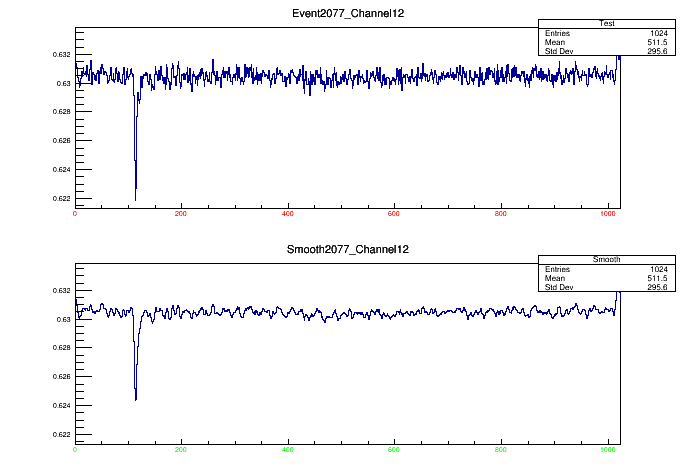 Event2077_Channel12
Test
Entries 1024
Mean 511.5
Std Dev 295.6
0.632
0.63
0.628
0.626
0.624
0.622
0 200 400 600 800 1000
Smooth2077_Channel12
Smooth
Entries 1024
Mean 511.5
Std Dev 295.6
0.632
0.63
0.628
0.626
0.624
0.622
0 200 400 600 800 1000